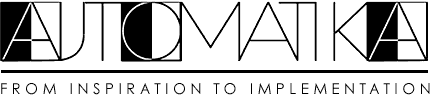 AUTOMATIKA
FROM INSPIRATION TO IMPLEMENTATION